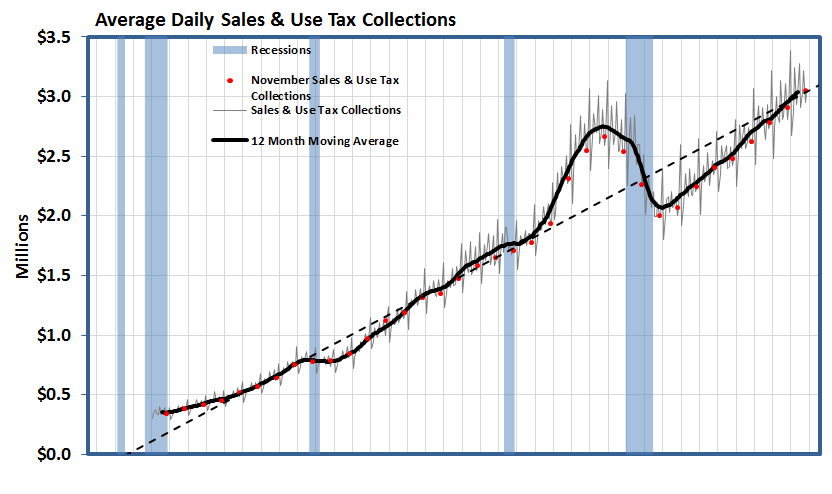 Average Daily Sales & Use Tax Collections
$3.5
$3.0
$2.5
$2.0
$1.5
$1.0
$0.5
$0.0
Millions
Recessions
November Sales & Use Tax
Collections
Sales & Use Tax Collections
12 Month Moving Average